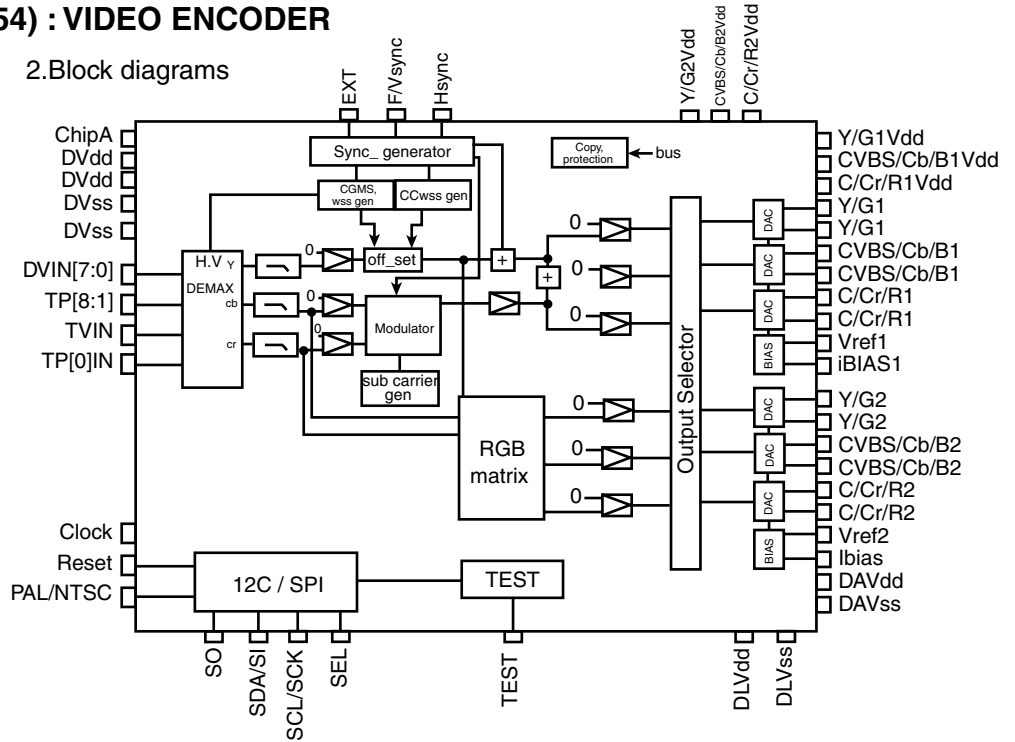 54) : VIDEO ENCODER
2.Block diagrams
EXT
F/Vsync
Hsync
Y/G2Vdd
CVBS/Cb/B2Vdd
C/Cr/R2Vdd
ChipA
DVdd
DVdd
DVss
DVss
DVIN[7:0]
TP[8:1]
TVIN
TP[0]IN
Clock
Reset
PAL/NTSC
Sync_ generator
CGMS,
wss gen
CCwss gen
Copy,
protection
bus
H.V Y
DEMAX
cb
cr
0
0
0
off_set
+
+
Modulator
sub carrier
gen
0
0
0
RGB
matrix
0
0
0
Output Selector
DAC
DAC
DAC
BIAS
DAC
DAC
DAC
BIAS
Y/G1Vdd
CVBS/Cb/B1Vdd
C/Cr/R1Vdd
Y/G1
Y/G1
CVBS/Cb/B1
CVBS/Cb/B1
C/Cr/R1
C/Cr/R1
Vref1
iBIAS1
Y/G2
Y/G2
CVBS/Cb/B2
CVBS/Cb/B2
C/Cr/R2
C/Cr/R2
Vref2
Ibias
DAVdd
DAVss
12C / SPI
TEST
SO
SDA/SI
SCL/SCK
SEL
TEST
DLVdd
DLVss